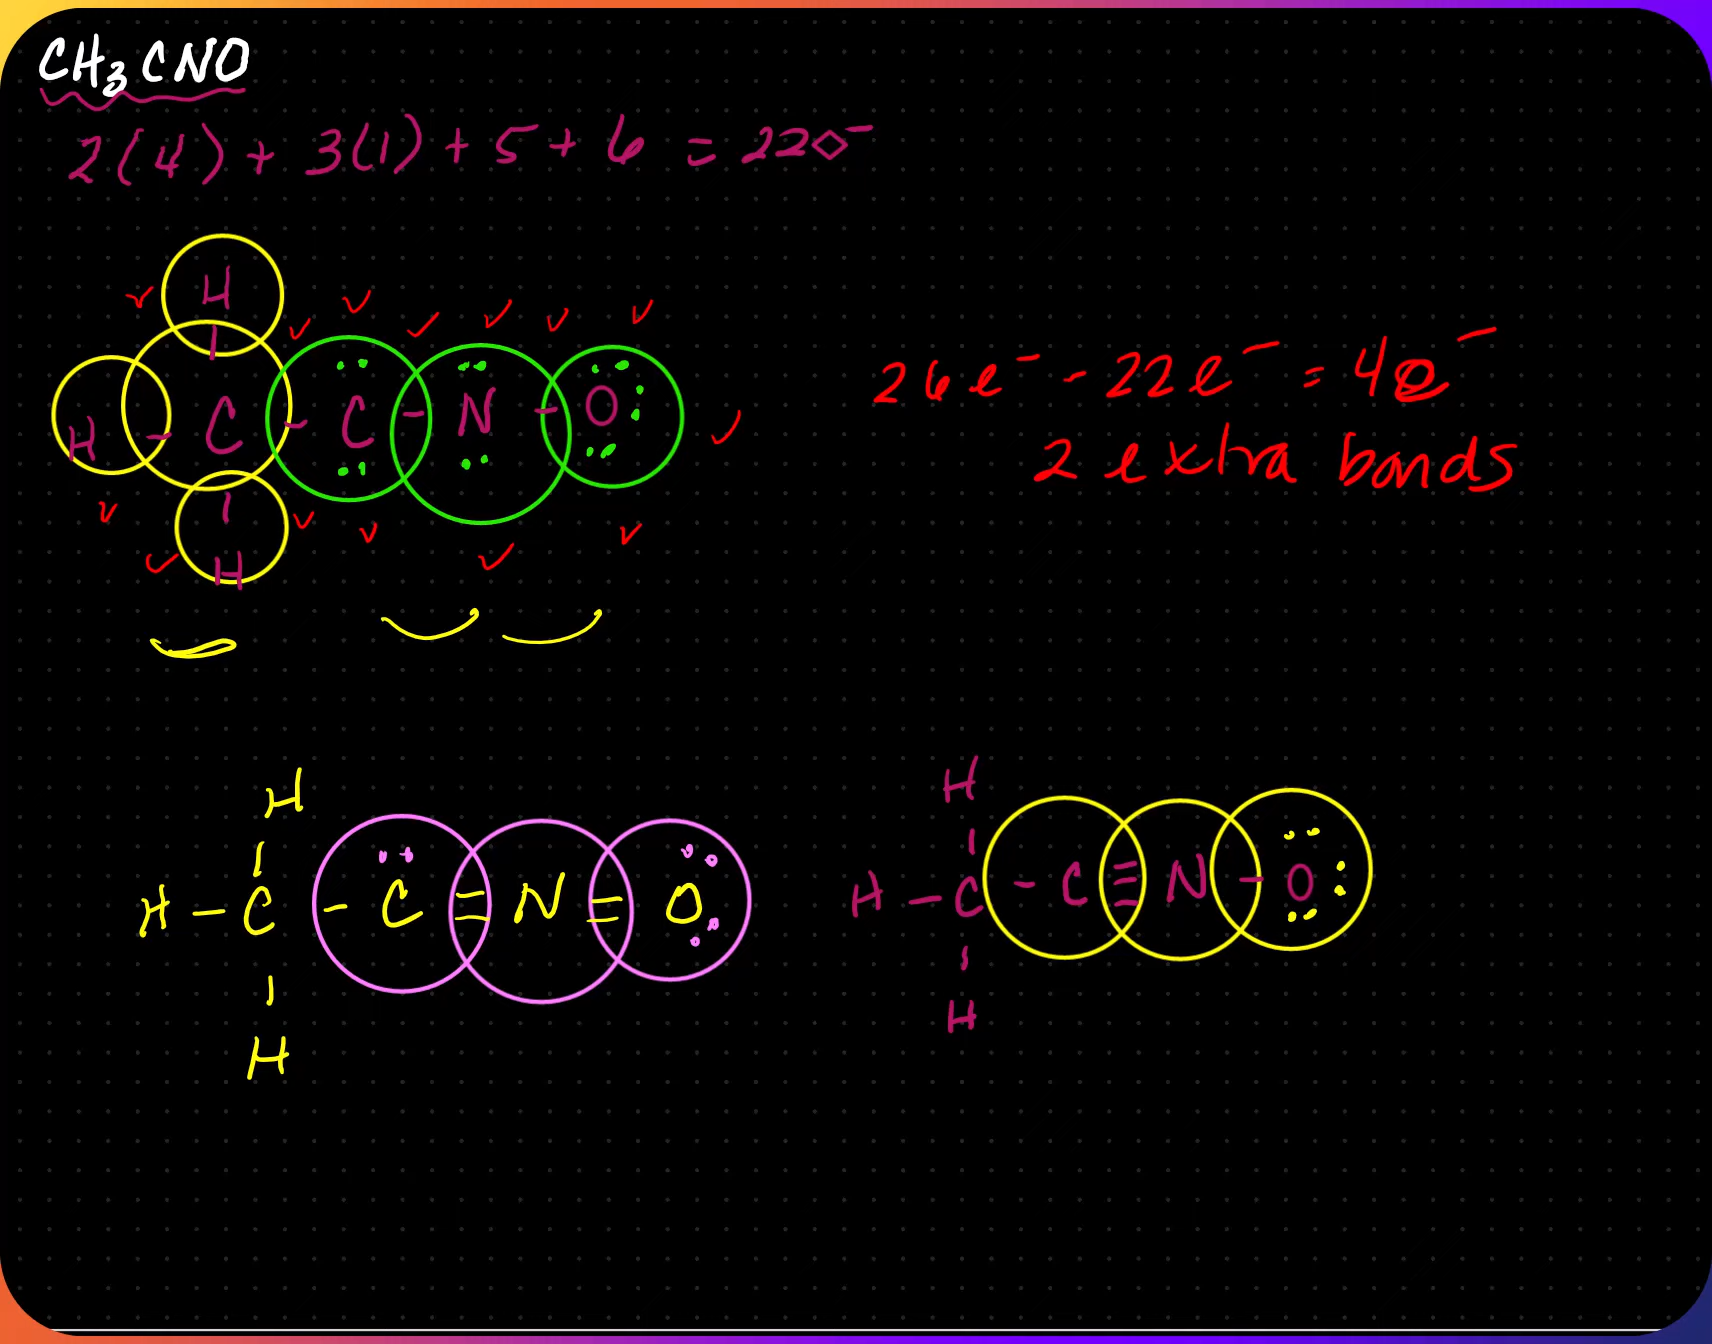 CH₃CNO
2(4) + 3(1) + 5 + 6 = 22e⁻
H
H - C - C - N - O
H
26e⁻ - 22e⁻ = 4e⁻
2 extra bonds
H
H - C - C = N = O
H
H
H - C - C ≡ N - O
H